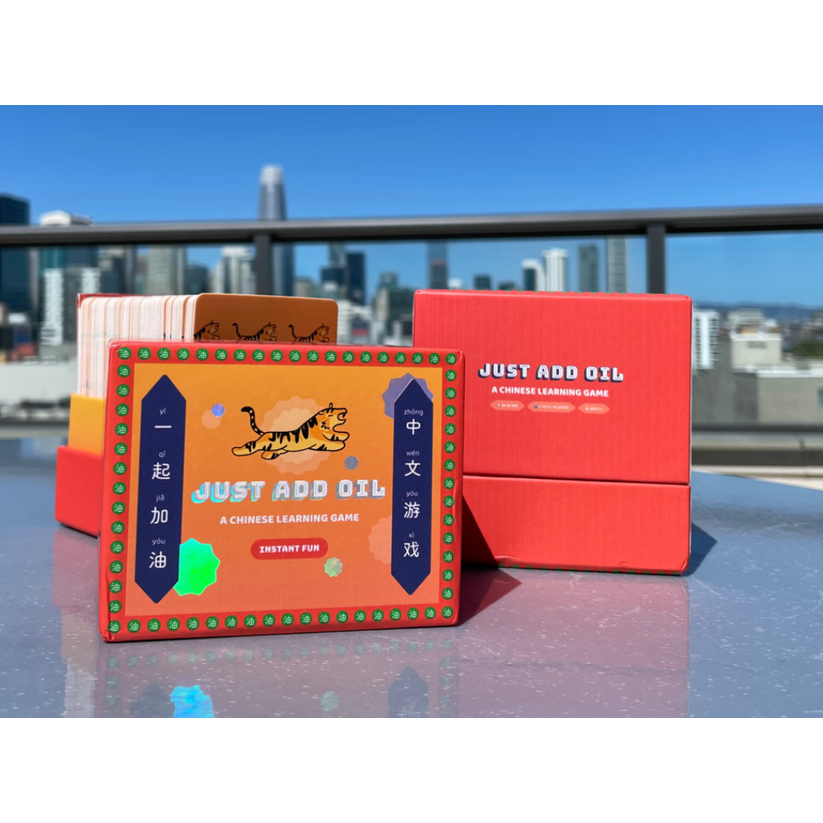 yī
一
qǐ
起
jiā
加
yóu
油
JUST ADD OIL
A CHINESE LEARNING GAME
INSTANT FUN
zhōng
中
wén
文
yóu
游
xì
戏
JUST ADD OIL
A CHINESE LEARNING GAME